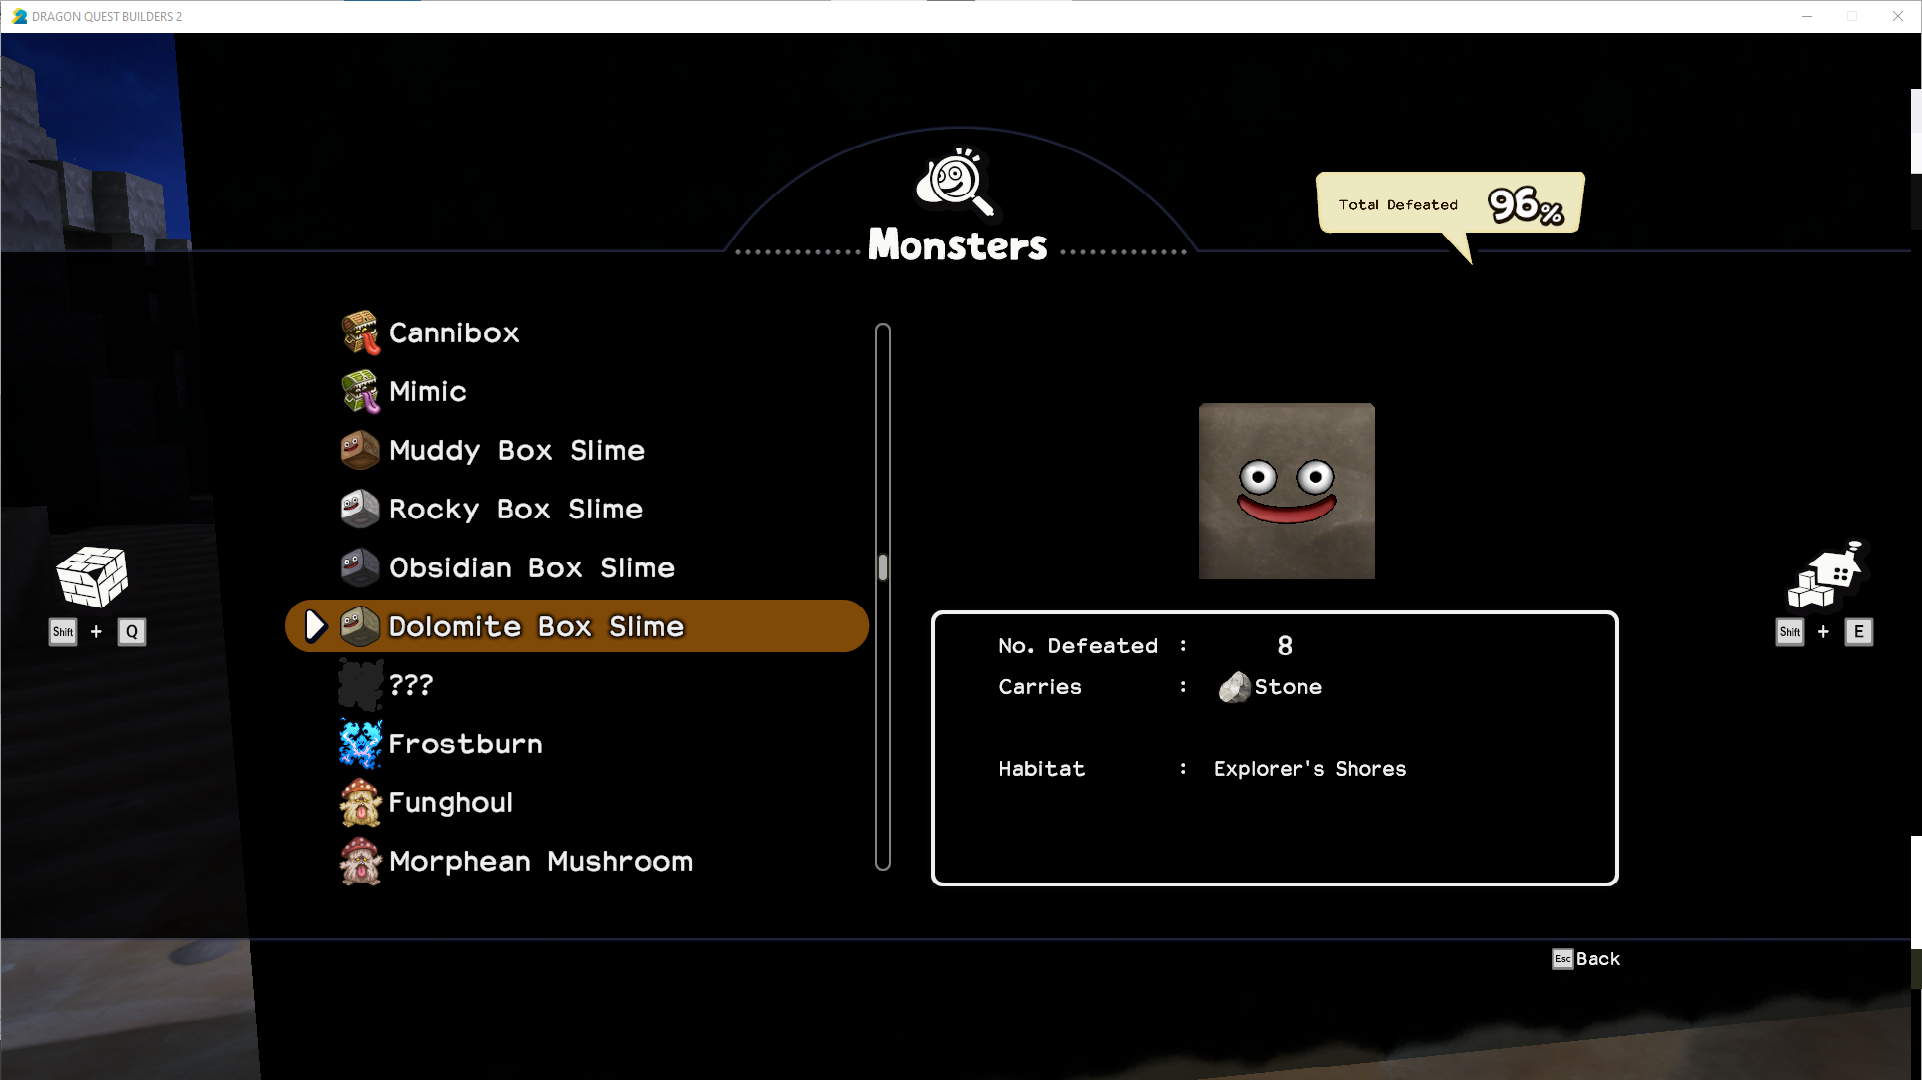 DRAGON QUEST BUILDERS 2
Total Defeated 96%
Monsters
Cannibox
Mimic
Muddy Box Slime
Rocky Box Slime
Obsidian Box Slime
Dolomite Box Slime
???
Frostburn
Funghoul
Morphean Mushroom
No. Defeated : 8
Carries : Stone
Habitat : Explorer's Shores
Shift + Q
Shift + E
Esc Back